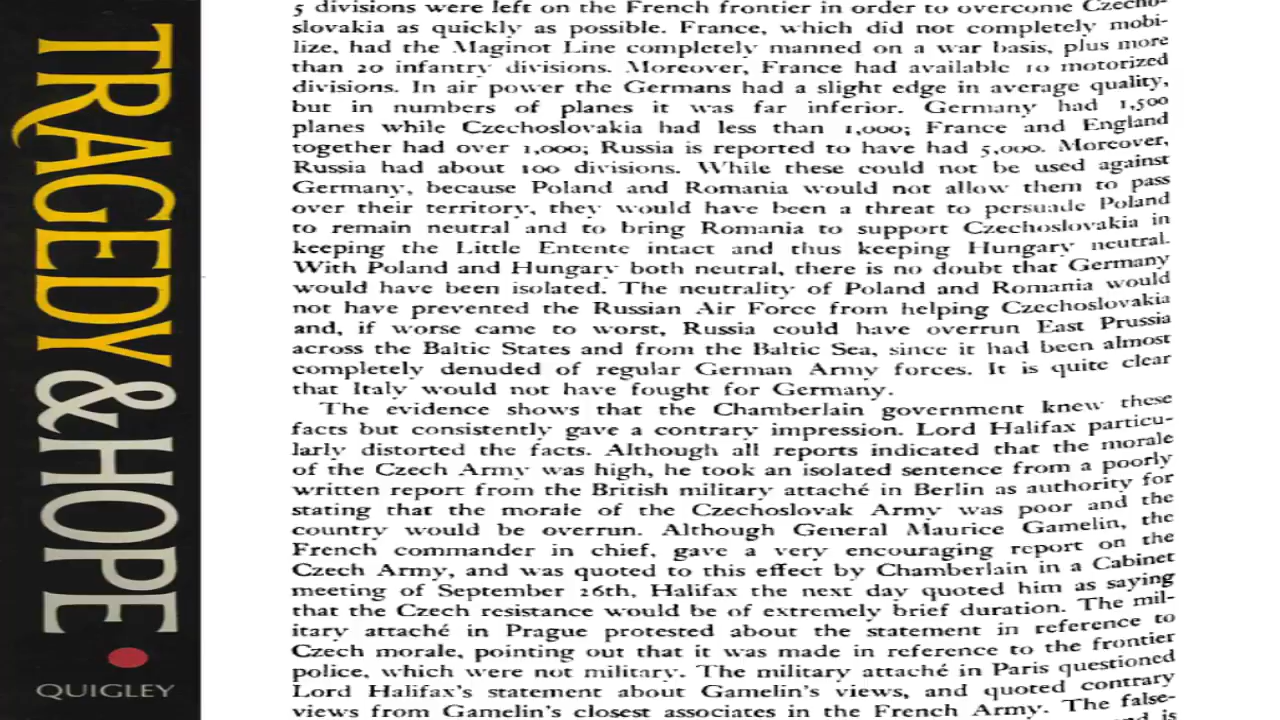 TRAGEDY & HOPE
QUIGLEY
5 divisions were left on the French frontier in order to overcome Czecho-
slovakia as quickly as possible. France, which did not completely mobi-
lize, had the Maginot Line completely manned on a war basis, plus more
than 20 infantry divisions. Moreover, France had available 10 motorized
divisions. In air power the Germans had a slight edge in average quality,
but in numbers of planes it was far inferior. Germany had 1,500
planes while Czechoslovakia had less than 1,000; France and England
together had over 1,000; Russia is reported to have had 5,000. Moreover,
Russia had about 100 divisions. While these could not be used against
Germany, because Poland and Romania would not allow them to pass
over their territory, they would have been a threat to persuade Poland
to remain neutral and to bring Romania to support Czechoslovakia in
keeping the Little Entente intact and thus keeping Hungary neutral.
With Poland and Hungary both neutral, there is no doubt that Germany
would have been isolated. The neutrality of Poland and Romania would
not have prevented the Russian Air Force from helping Czechoslovakia
and, if worse came to worst, Russia could have overrun East Prussia
across the Baltic States and from the Baltic Sea, since it had been almost
completely denuded of regular German Army forces. It is quite clear
that Italy would not have fought for Germany.
The evidence shows that the Chamberlain government knew these
facts but consistently gave a contrary impression. Lord Halifax particu-
larly distorted the facts. Although all reports indicated that the morale
of the Czech Army was high, he took an isolated sentence from a poorly
written report from the British military attaché in Berlin as authority for
stating that the morale of the Czechoslovak Army was poor and the
country would be overrun. Although General Maurice Gamelin, the
French commander in chief, gave a very encouraging report on the
Czech Army, and was quoted to this effect by Chamberlain in a Cabinet
meeting of September 26th, Halifax the next day quoted him as saying
that the Czech resistance would be of extremely brief duration. The mil-
itary attaché in Prague protested about the statement in reference to
Czech morale, pointing out that it was made in reference to the frontier
police, which were not military. The military attaché in Paris questioned
Lord Halifax's statement about Gamelin's views, and quoted contrary
views from Gamelin's closest associates in the French Army. The false-
and is